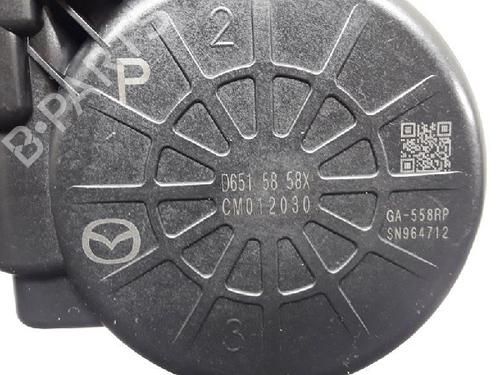 2
P
B-PARTS
D651 58 58X
CM012030
GA-558RP
SN964712
3